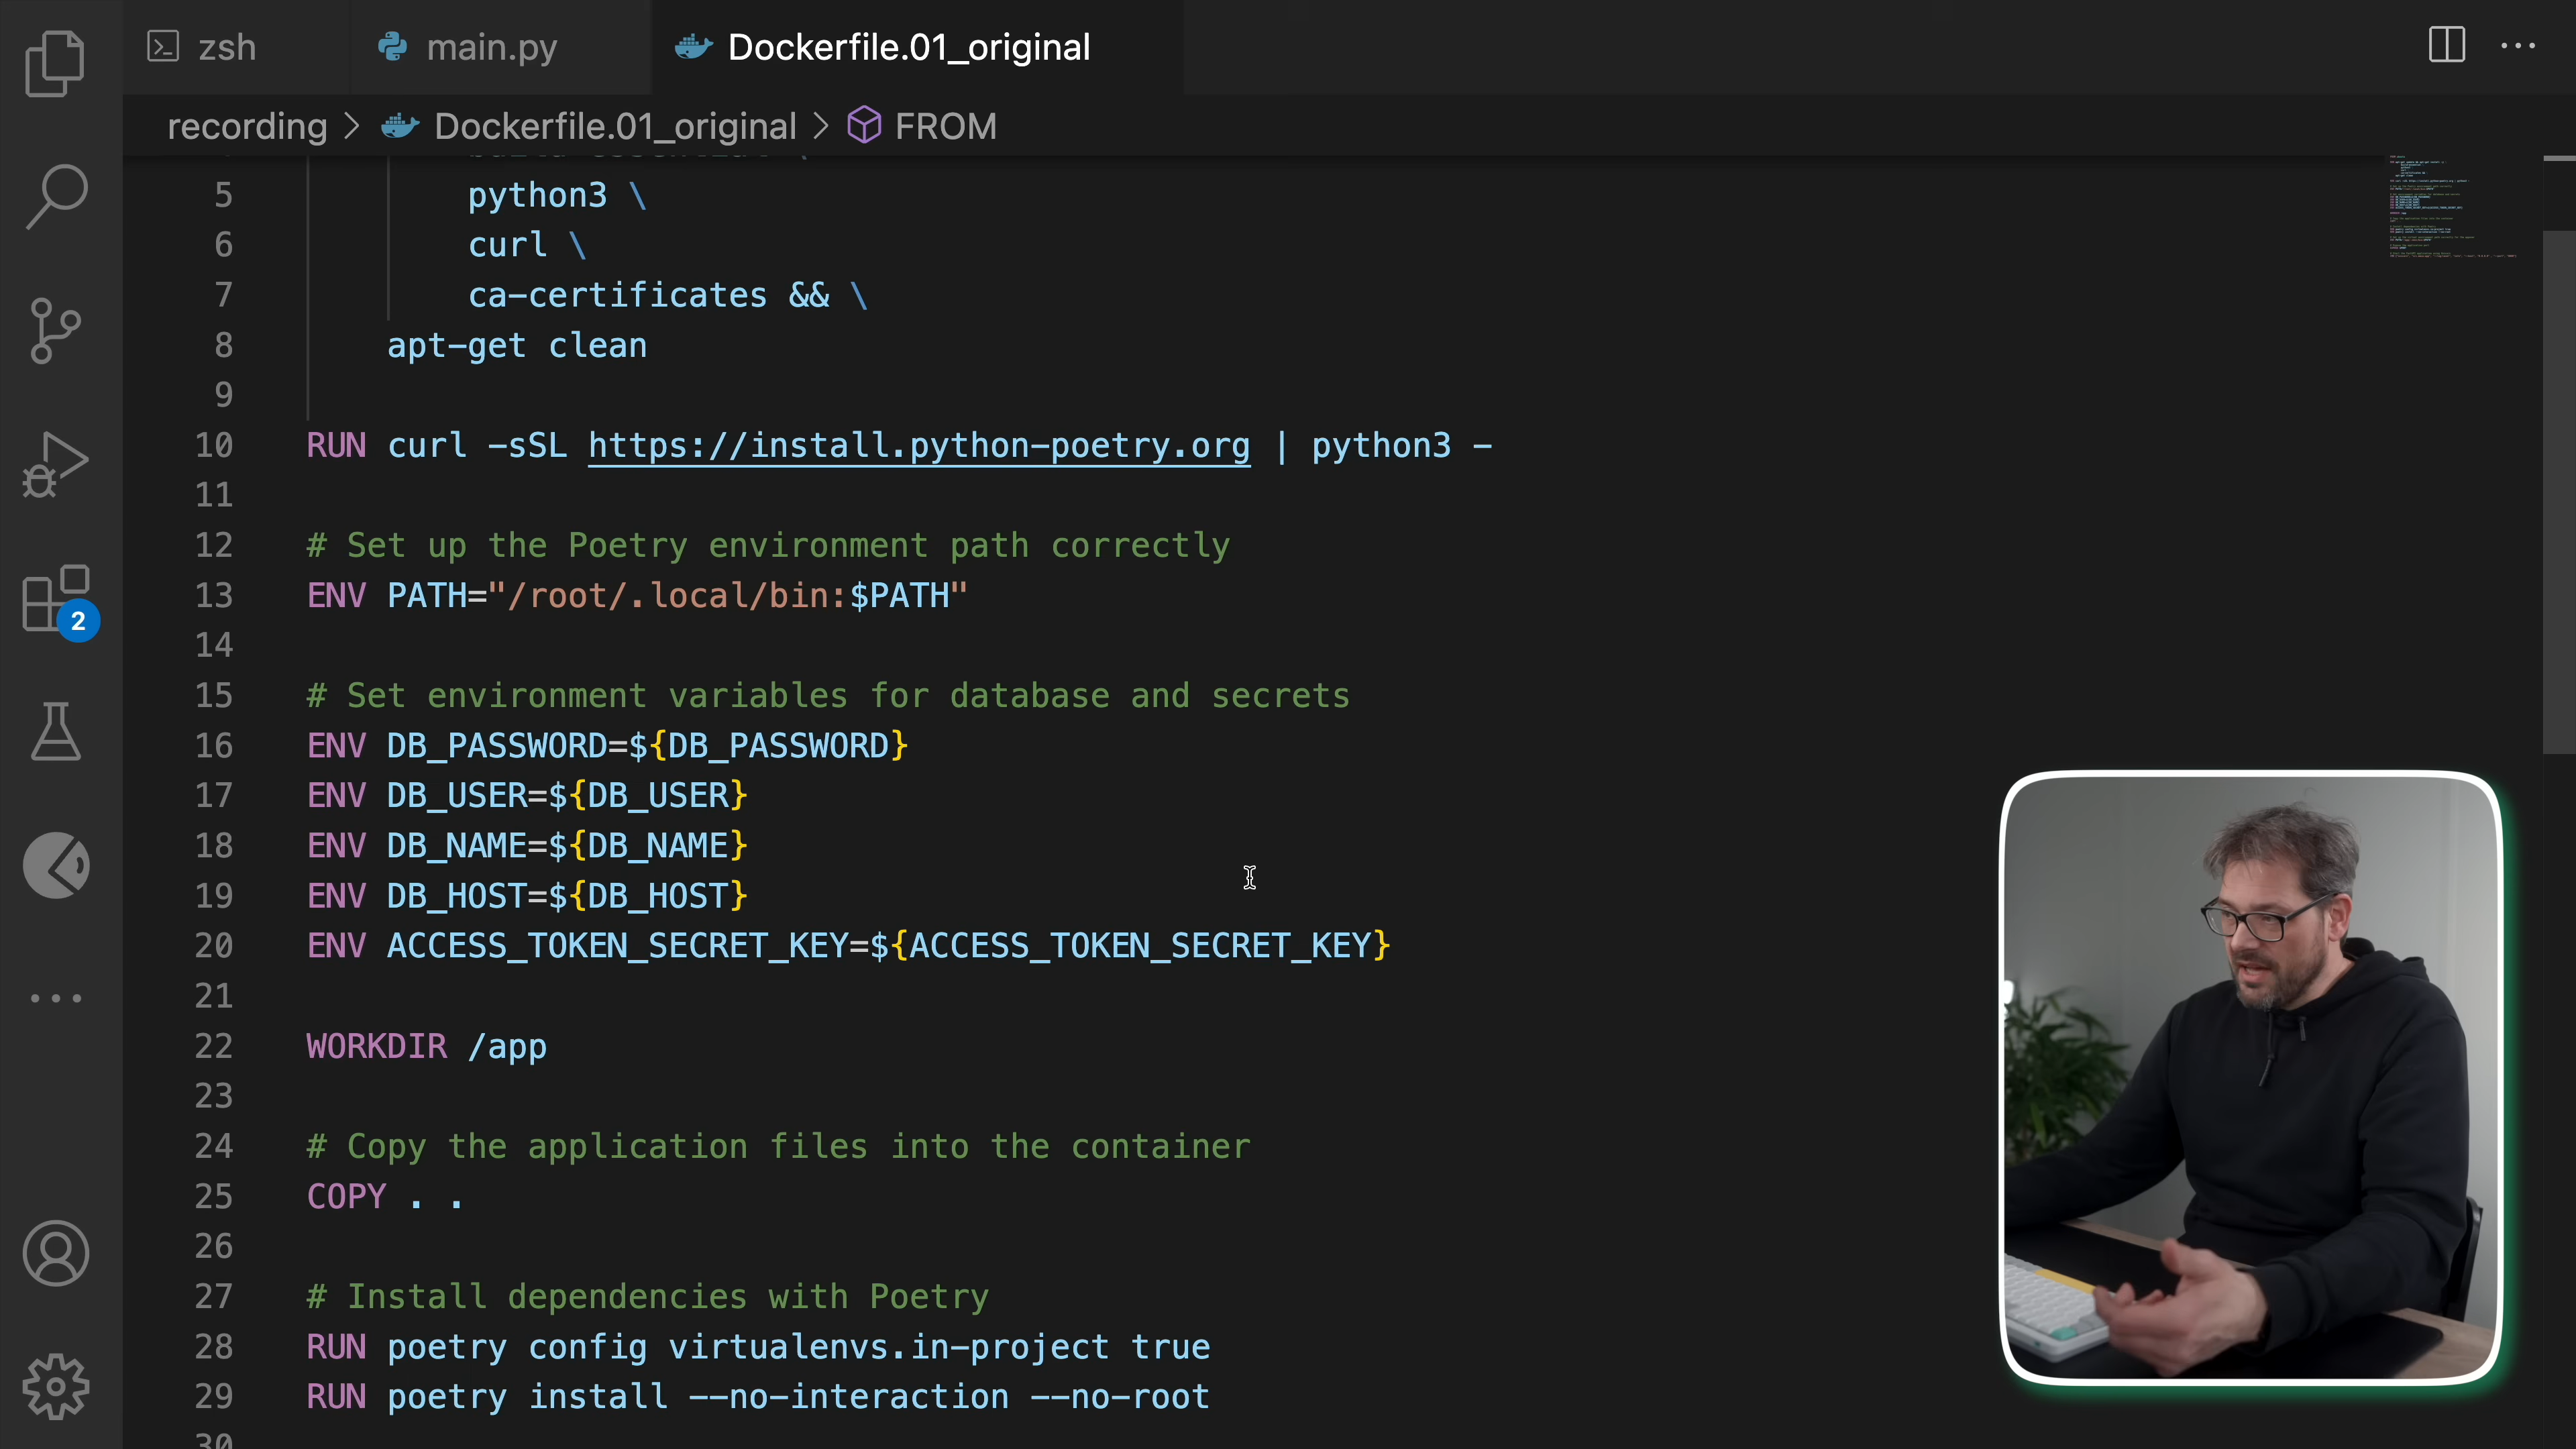 zsh
main.py
Dockerfile.01_original
recording > Dockerfile.01_original > FROM
5 python3 \
6 curl \
7 ca-certificates && \
8 apt-get clean
9
10 RUN curl -sSL https://install.python-poetry.org | python3 -
11
12 # Set up the Poetry environment path correctly
13 ENV PATH="/root/.local/bin:$PATH"
14
15 # Set environment variables for database and secrets
16 ENV DB_PASSWORD=${DB_PASSWORD}
17 ENV DB_USER=${DB_USER}
18 ENV DB_NAME=${DB_NAME}
19 ENV DB_HOST=${DB_HOST}
20 ENV ACCESS_TOKEN_SECRET_KEY=${ACCESS_TOKEN_SECRET_KEY}
21
22 WORKDIR /app
23
24 # Copy the application files into the container
25 COPY . .
26
27 # Install dependencies with Poetry
28 RUN poetry config virtualenvs.in-project true
29 RUN poetry install --no-interaction --no-root
30
2